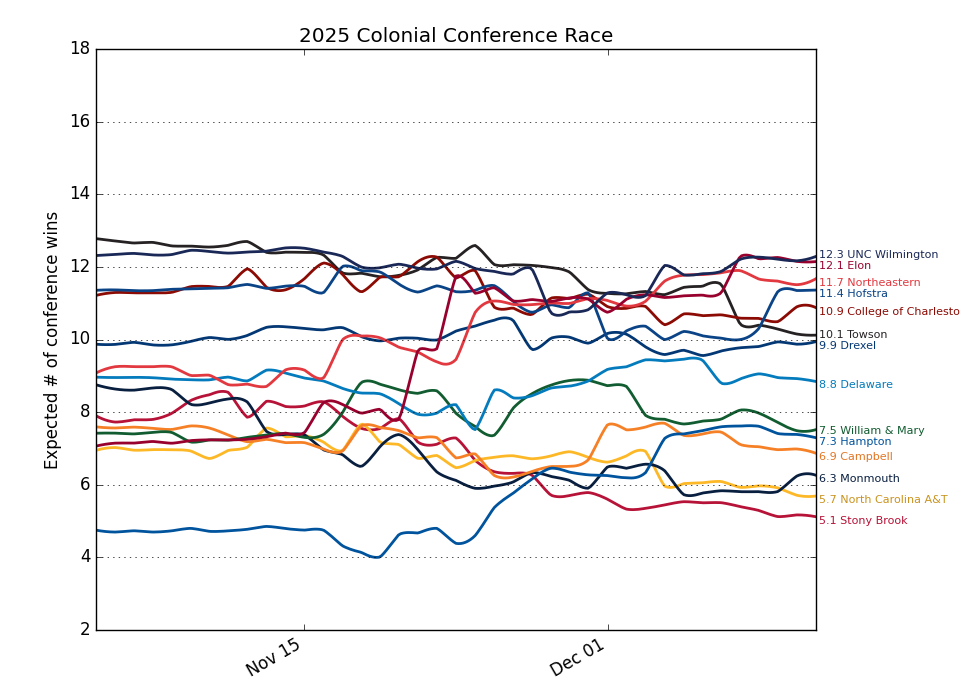 2025 Colonial Conference Race
Expected # of conference wins
18
16
14
12
10
8
6
4
2
Nov 15
Dec 01
12.3 UNC Wilmington
12.1 Elon
11.7 Northeastern
11.4 Hofstra
10.9 College of Charlesto
10.1 Towson
9.9 Drexel
8.8 Delaware
7.5 William & Mary
7.3 Hampton
6.9 Campbell
6.3 Monmouth
5.7 North Carolina A&T
5.1 Stony Brook